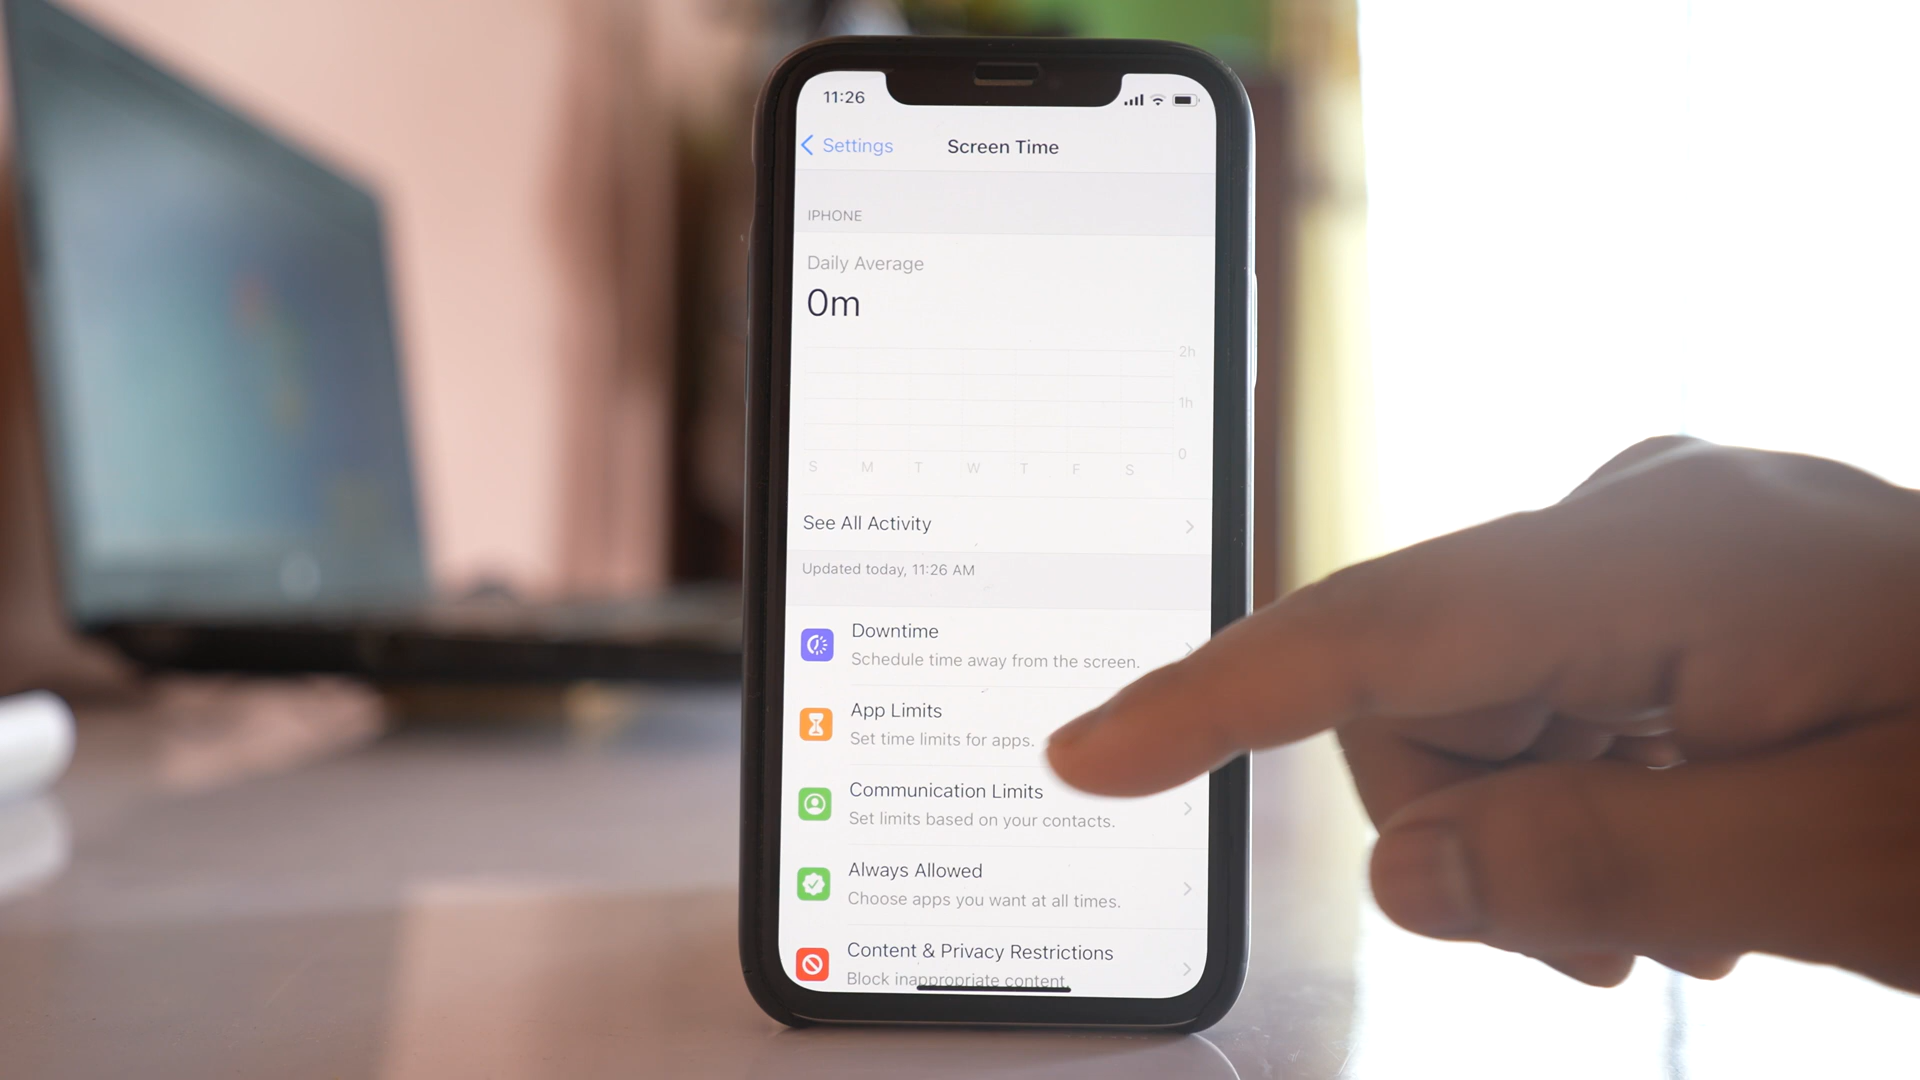 11:26
Settings Screen Time
IPHONE
Daily Average
0m
2h
1h
0
S M T W T F S
See All Activity
Updated today, 11:26 AM
Downtime
Schedule time away from the screen.
App Limits
Set time limits for apps.
Communication Limits
Set limits based on your contacts.
Always Allowed
Choose apps you want at all times.
Content & Privacy Restrictions
Block inappropriate content.